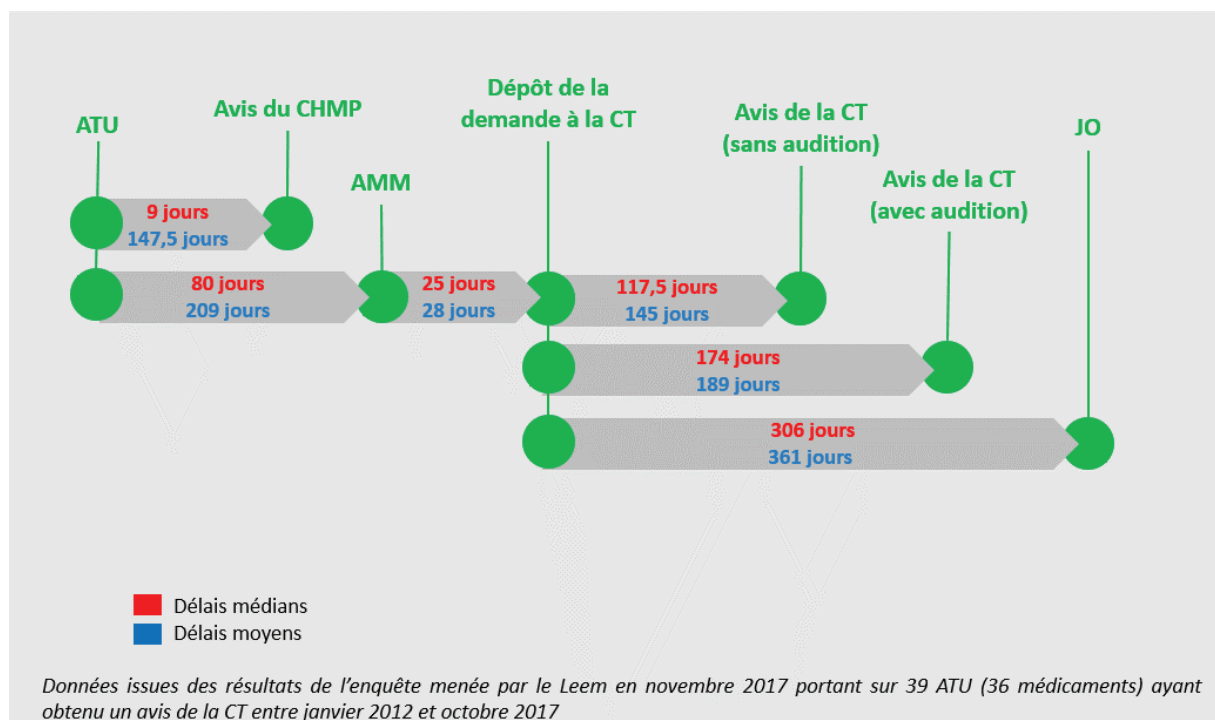 ATU
Avis du CHMP
AMM
Dépôt de la
demande à la CT
Avis de la CT
(sans audition)
Avis de la CT
(avec audition)
JO
9 jours
147,5 jours
80 jours
209 jours
25 jours
28 jours
117,5 jours
145 jours
174 jours
189 jours
306 jours
361 jours
Délais médians
Délais moyens
Données issues des résultats de l’enquête menée par le Leem en novembre 2017 portant sur 39 ATU (36 médicaments) ayant
obtenu un avis de la CT entre janvier 2012 et octobre 2017